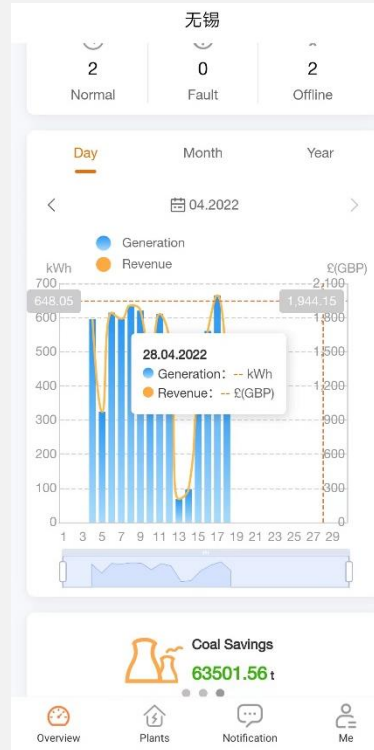 无锡
2 0 2
Normal Fault Offline
Day Month Year
04.2022
Generation
Revenue
kWh £(GBP)
700 2,100
648.05 1,944.15
600 1,800
28.04.2022
Generation： -- kWh
Revenue： -- £(GBP)
500 1,500
400 1,200
300 900
200 600
100 300
0 0
1 3 5 7 9 11 13 15 17 19 21 23 25 27 29
Coal Savings
63501.56 t
Overview Plants Notification Me